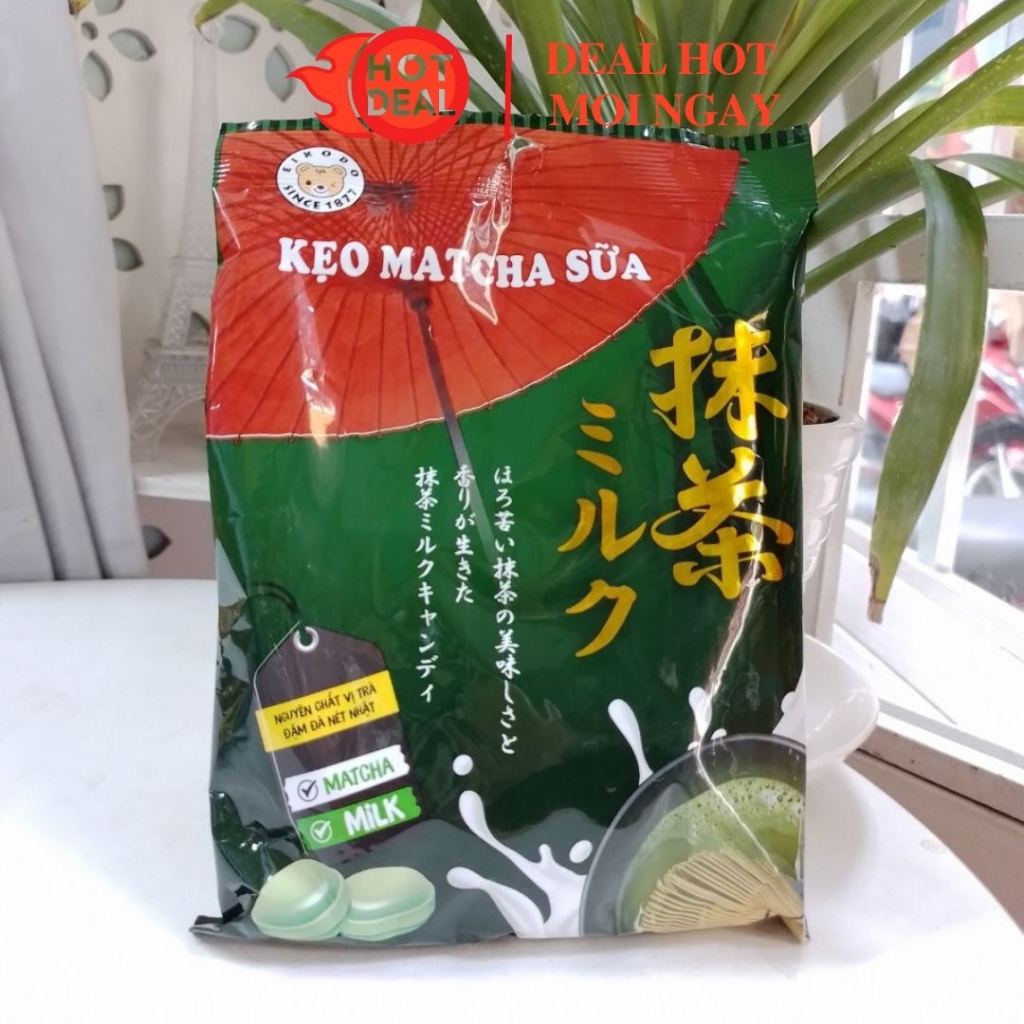 HOT
DEAL
DEAL HOT
MOI NGAY
EIKODO
SINCE 1877
KẸO MATCHA SỮA
抹茶
ミルク
ほろ苦い抹茶の美味しさと
香りが生きた
抹茶ミルクキャンディ
NGUYÊN CHẤT VỊ TRÀ
ĐẬM ĐÀ NÉT NHẬT
MATCHA
MiLK